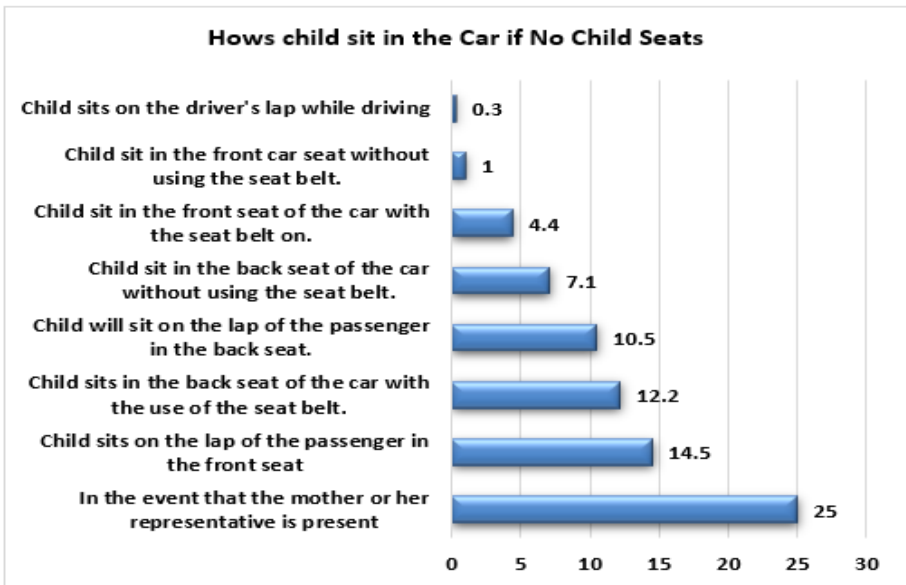 Hows child sit in the Car if No Child Seats
Child sits on the driver's lap while driving
0.3
Child sit in the front car seat without
using the seat belt.
1
Child sit in the front seat of the car with
the seat belt on.
4.4
Child sit in the back seat of the car
without using the seat belt.
7.1
Child will sit on the lap of the passenger
in the back seat.
10.5
Child sits in the back seat of the car with
the use of the seat belt.
12.2
Child sits on the lap of the passenger in
the front seat
14.5
In the event that the mother or her
representative is present
25
0 5 10 15 20 25 30